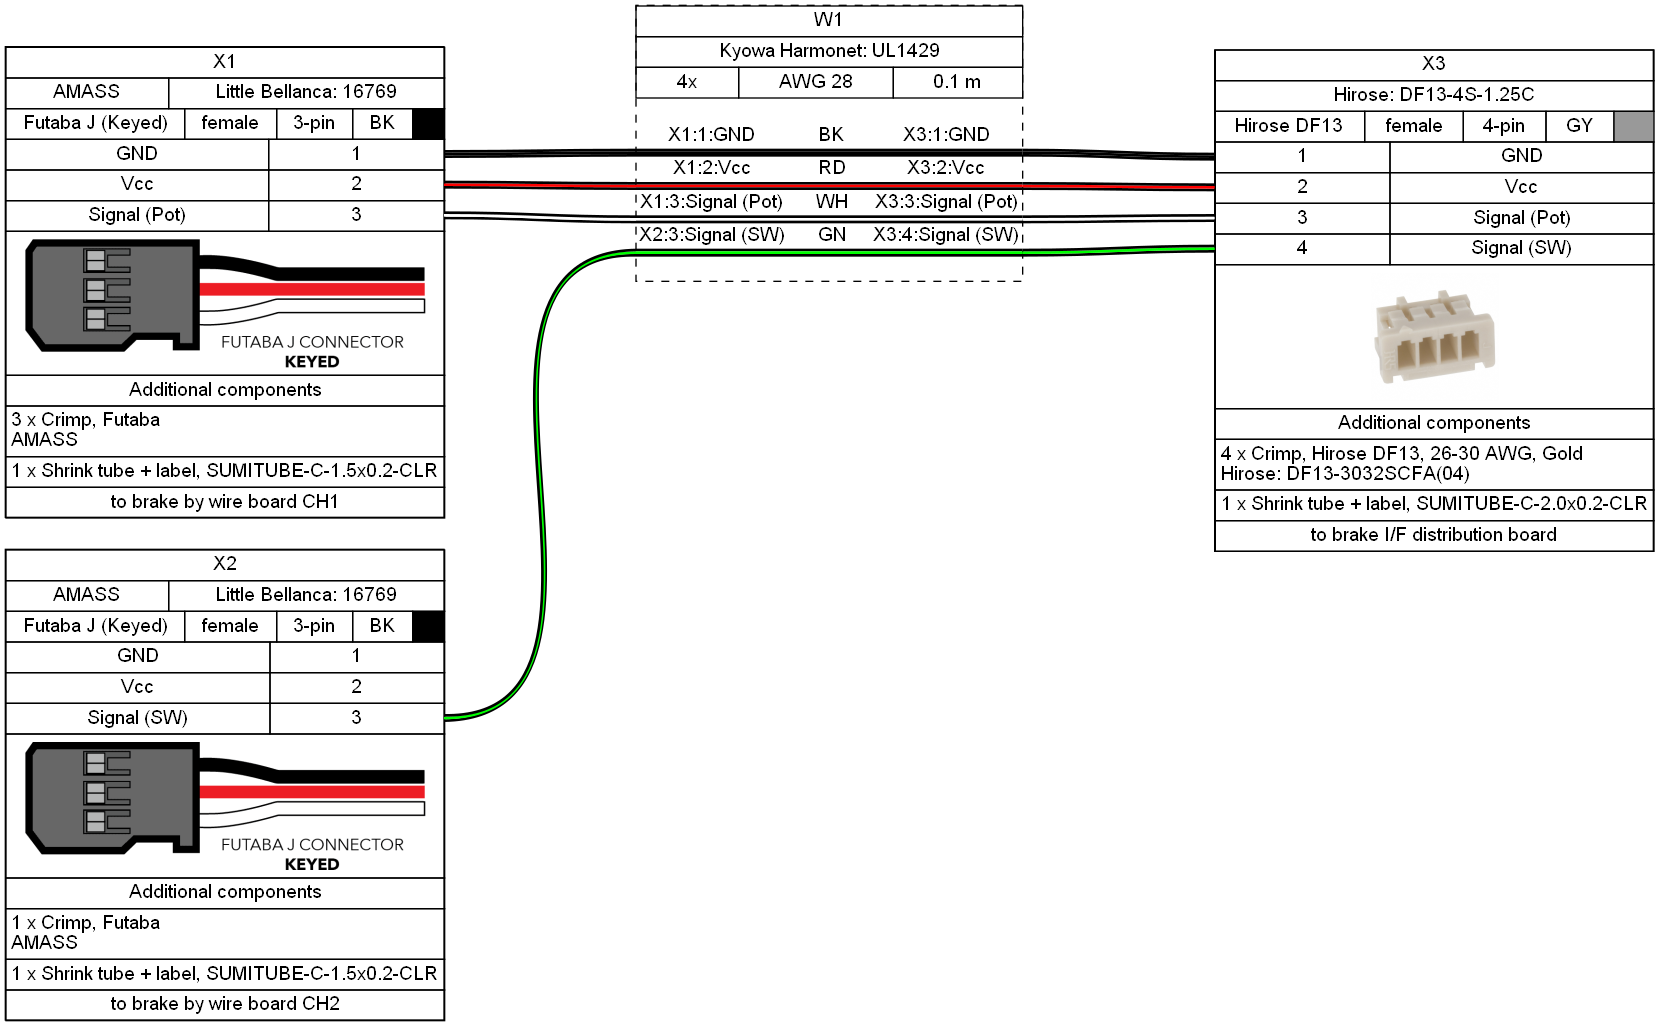 X1
AMASS Little Bellanca: 16769
Futaba J (Keyed) female 3-pin BK
GND 1
Vcc 2
Signal (Pot) 3
FUTABA J CONNECTOR
KEYED
Additional components
3 x Crimp, Futaba
AMASS
1 x Shrink tube + label, SUMITUBE-C-1.5x0.2-CLR
to brake by wire board CH1
X2
AMASS Little Bellanca: 16769
Futaba J (Keyed) female 3-pin BK
GND 1
Vcc 2
Signal (SW) 3
FUTABA J CONNECTOR
KEYED
Additional components
1 x Crimp, Futaba
AMASS
1 x Shrink tube + label, SUMITUBE-C-1.5x0.2-CLR
to brake by wire board CH2
W1
Kyowa Harmonet: UL1429
4x AWG 28 0.1 m
X1:1:GND BK X3:1:GND
X1:2:Vcc RD X3:2:Vcc
X1:3:Signal (Pot) WH X3:3:Signal (Pot)
X2:3:Signal (SW) GN X3:4:Signal (SW)
X3
Hirose: DF13-4S-1.25C
Hirose DF13 female 4-pin GY
1 GND
2 Vcc
3 Signal (Pot)
4 Signal (SW)
Additional components
4 x Crimp, Hirose DF13, 26-30 AWG, Gold
Hirose: DF13-3032SCFA(04)
1 x Shrink tube + label, SUMITUBE-C-2.0x0.2-CLR
to brake I/F distribution board